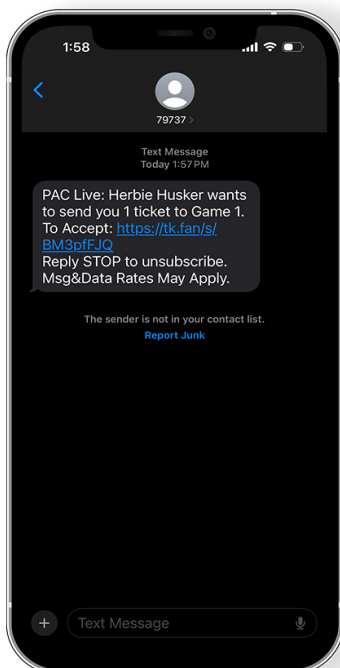 1:58
79737 >
Text Message
Today 1:57 PM
PAC Live: Herbie Husker wants
to send you 1 ticket to Game 1.
To Accept: https://tk.fan/s/
BM3pfFJQ
Reply STOP to unsubscribe.
Msg&Data Rates May Apply.
The sender is not in your contact list.
Report Junk
Text Message